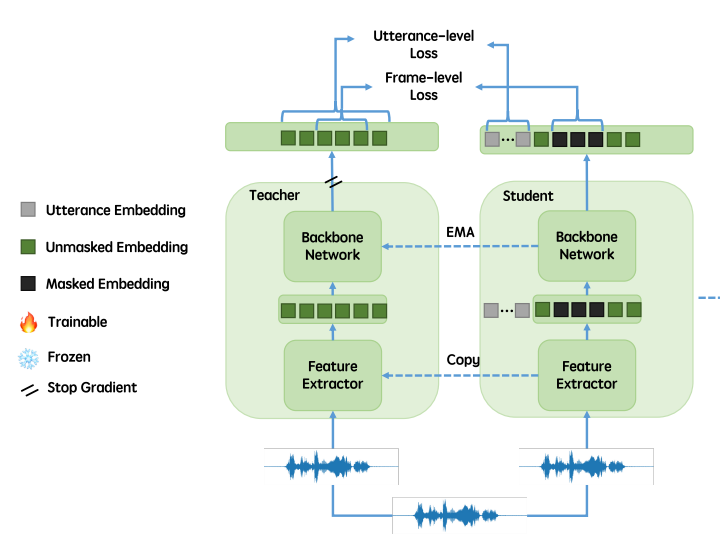 Utterance-level
Loss
Frame-level
Loss
Teacher
Student
Backbone
Network
EMA
Backbone
Network
Utterance Embedding
Unmasked Embedding
Masked Embedding
Trainable
Frozen
Stop Gradient
Feature
Extractor
Copy
Feature
Extractor